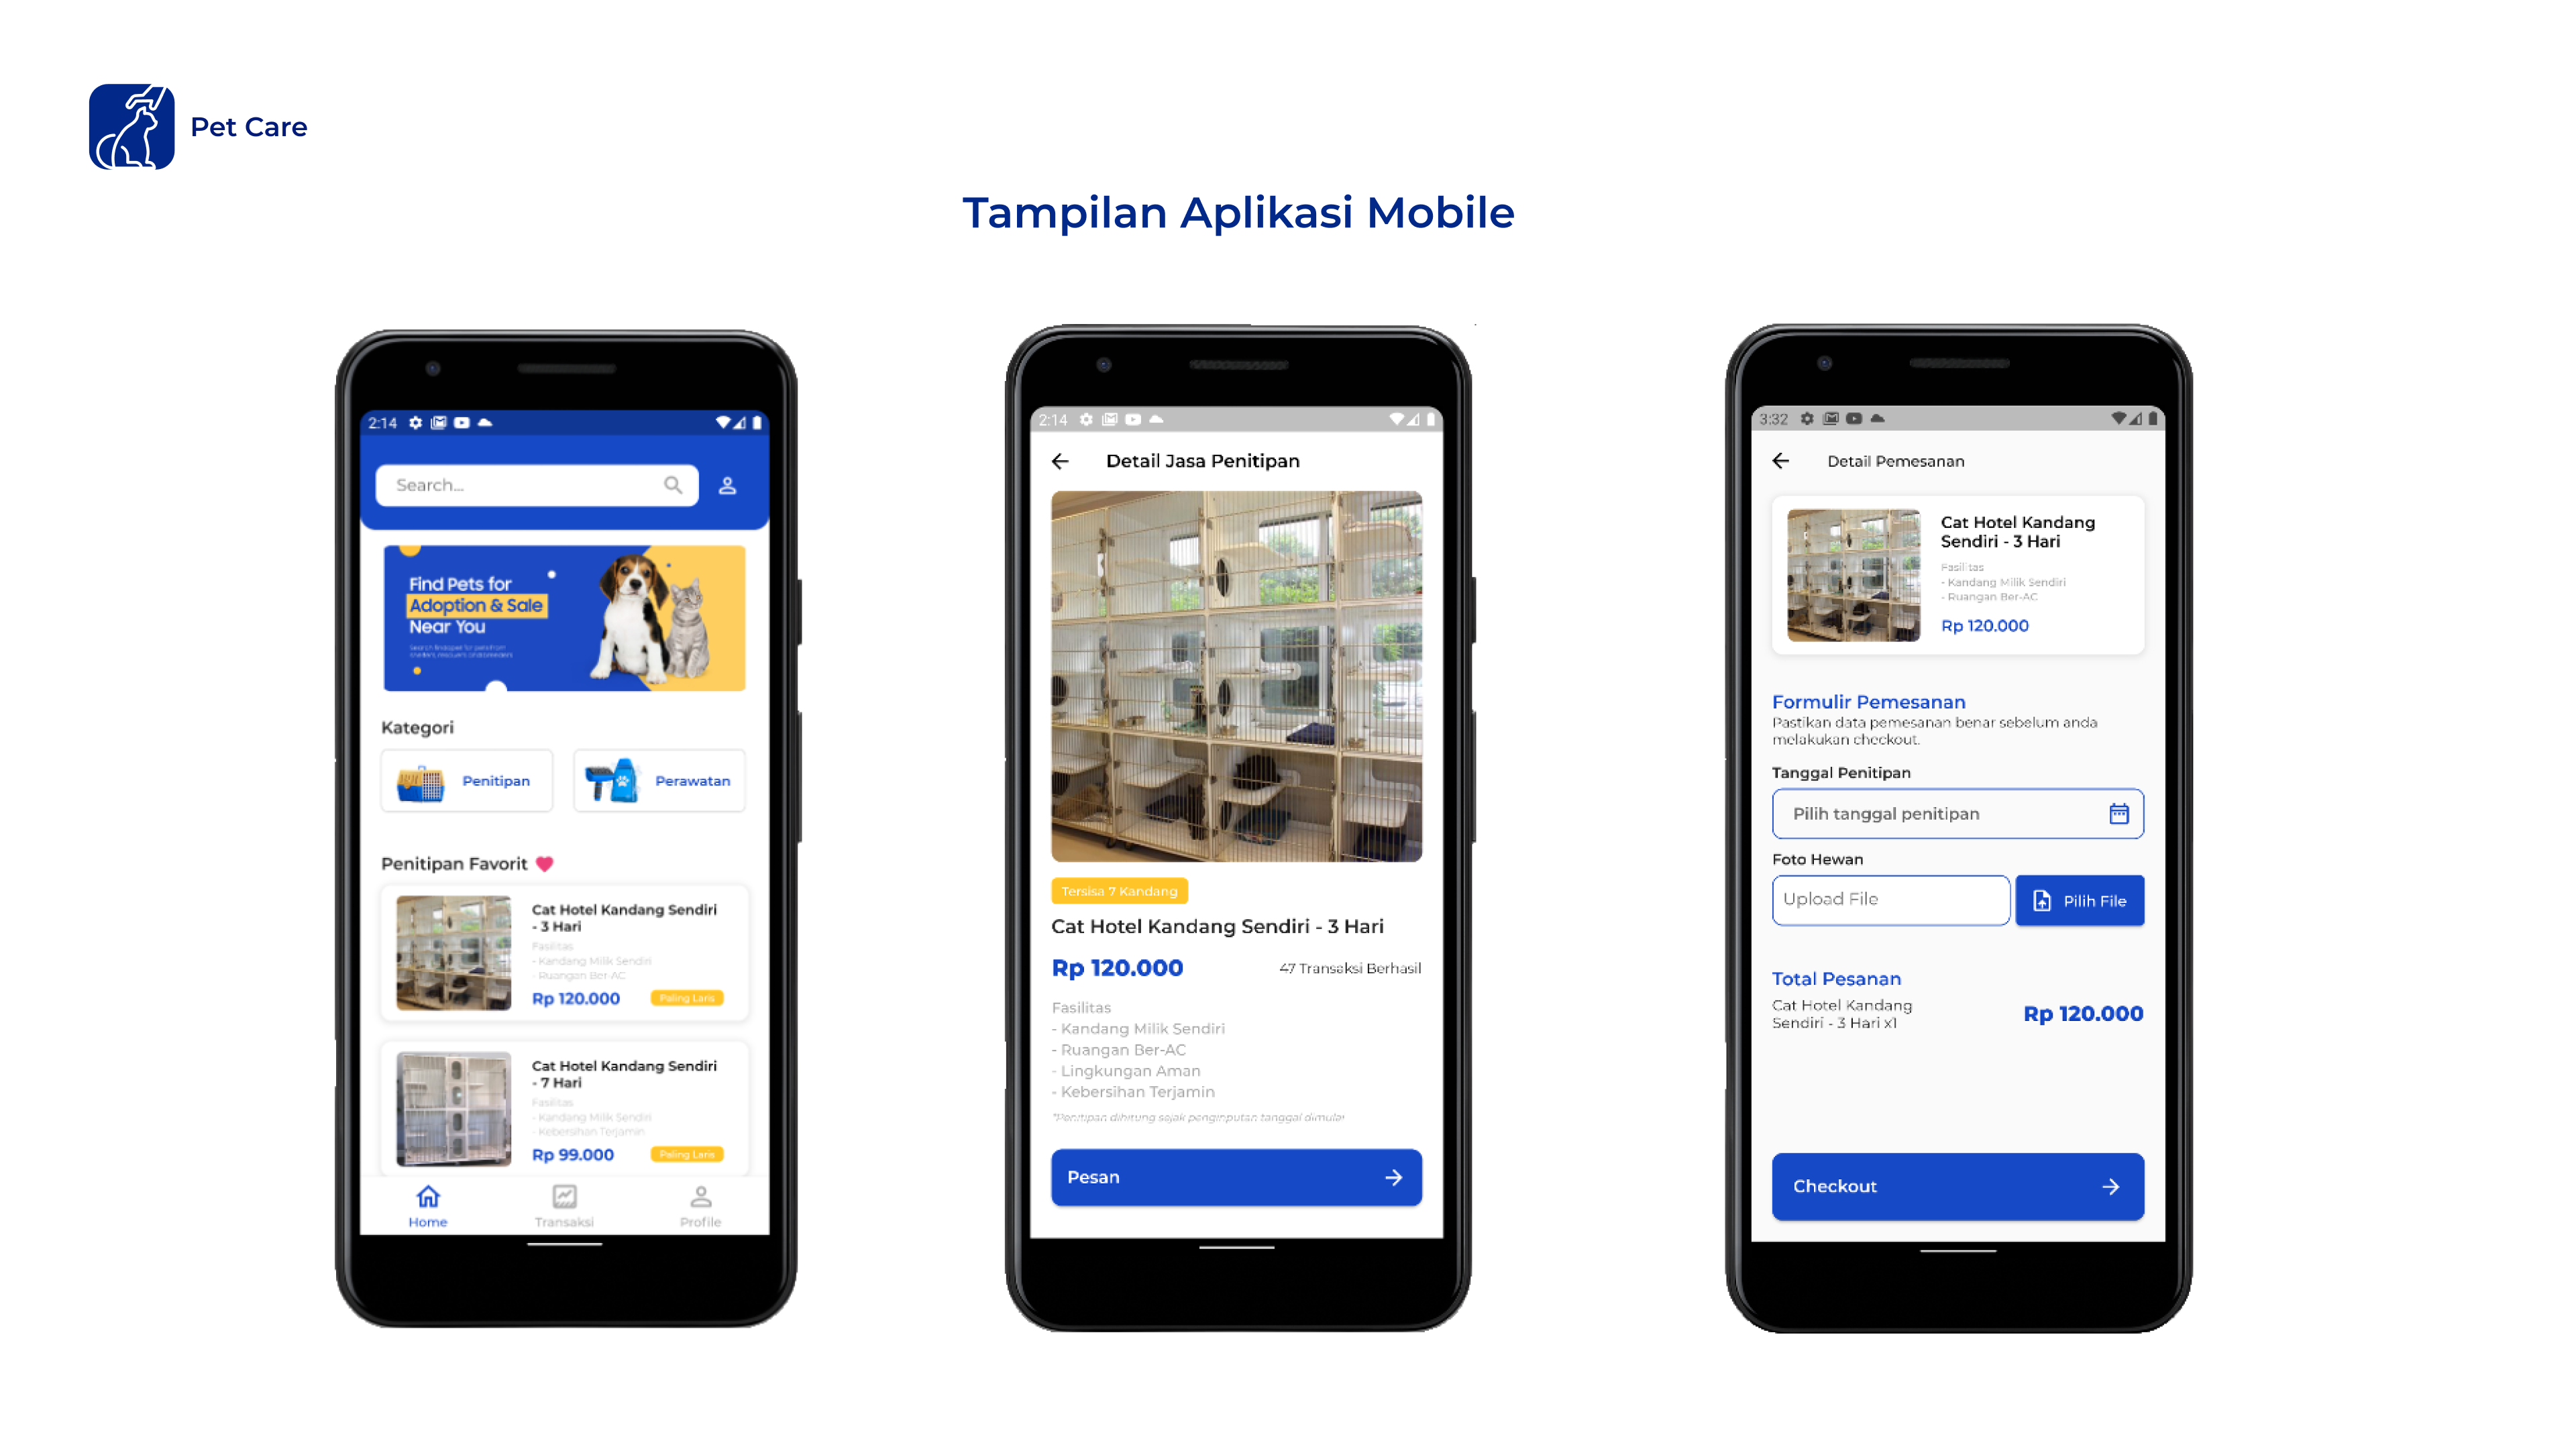 Pet Care
Tampilan Aplikasi Mobile
2:14
Search...
Find Pets for
Adoption & Sale
Near You
Kategori
Penitipan
Perawatan
Penitipan Favorit
Cat Hotel Kandang Sendiri
- 3 Hari
Fasilitas
- Kandang Milik Sendiri
- Ruangan Ber-AC
Rp 120.000
Paling Laris
Cat Hotel Kandang Sendiri
- 7 Hari
Fasilitas
- Kandang Milik Sendiri
- Kebersihan Terjamin
Rp 99.000
Paling Laris
Home
Transaksi
Profile
2:14
Detail Jasa Penitipan
Tersisa 7 Kandang
Cat Hotel Kandang Sendiri - 3 Hari
Rp 120.000
47 Transaksi Berhasil
Fasilitas
- Kandang Milik Sendiri
- Ruangan Ber-AC
- Lingkungan Aman
- Kebersihan Terjamin
*Penitipan dihitung sejak penginputan tanggal dimulai
Pesan
3:32
Detail Pemesanan
Cat Hotel Kandang
Sendiri - 3 Hari
Fasilitas
- Kandang Milik Sendiri
- Ruangan Ber-AC
Rp 120.000
Formulir Pemesanan
Pastikan data pemesanan benar sebelum anda
melakukan checkout.
Tanggal Penitipan
Pilih tanggal penitipan
Foto Hewan
Upload File
Pilih File
Total Pesanan
Cat Hotel Kandang
Sendiri - 3 Hari x1
Rp 120.000
Checkout